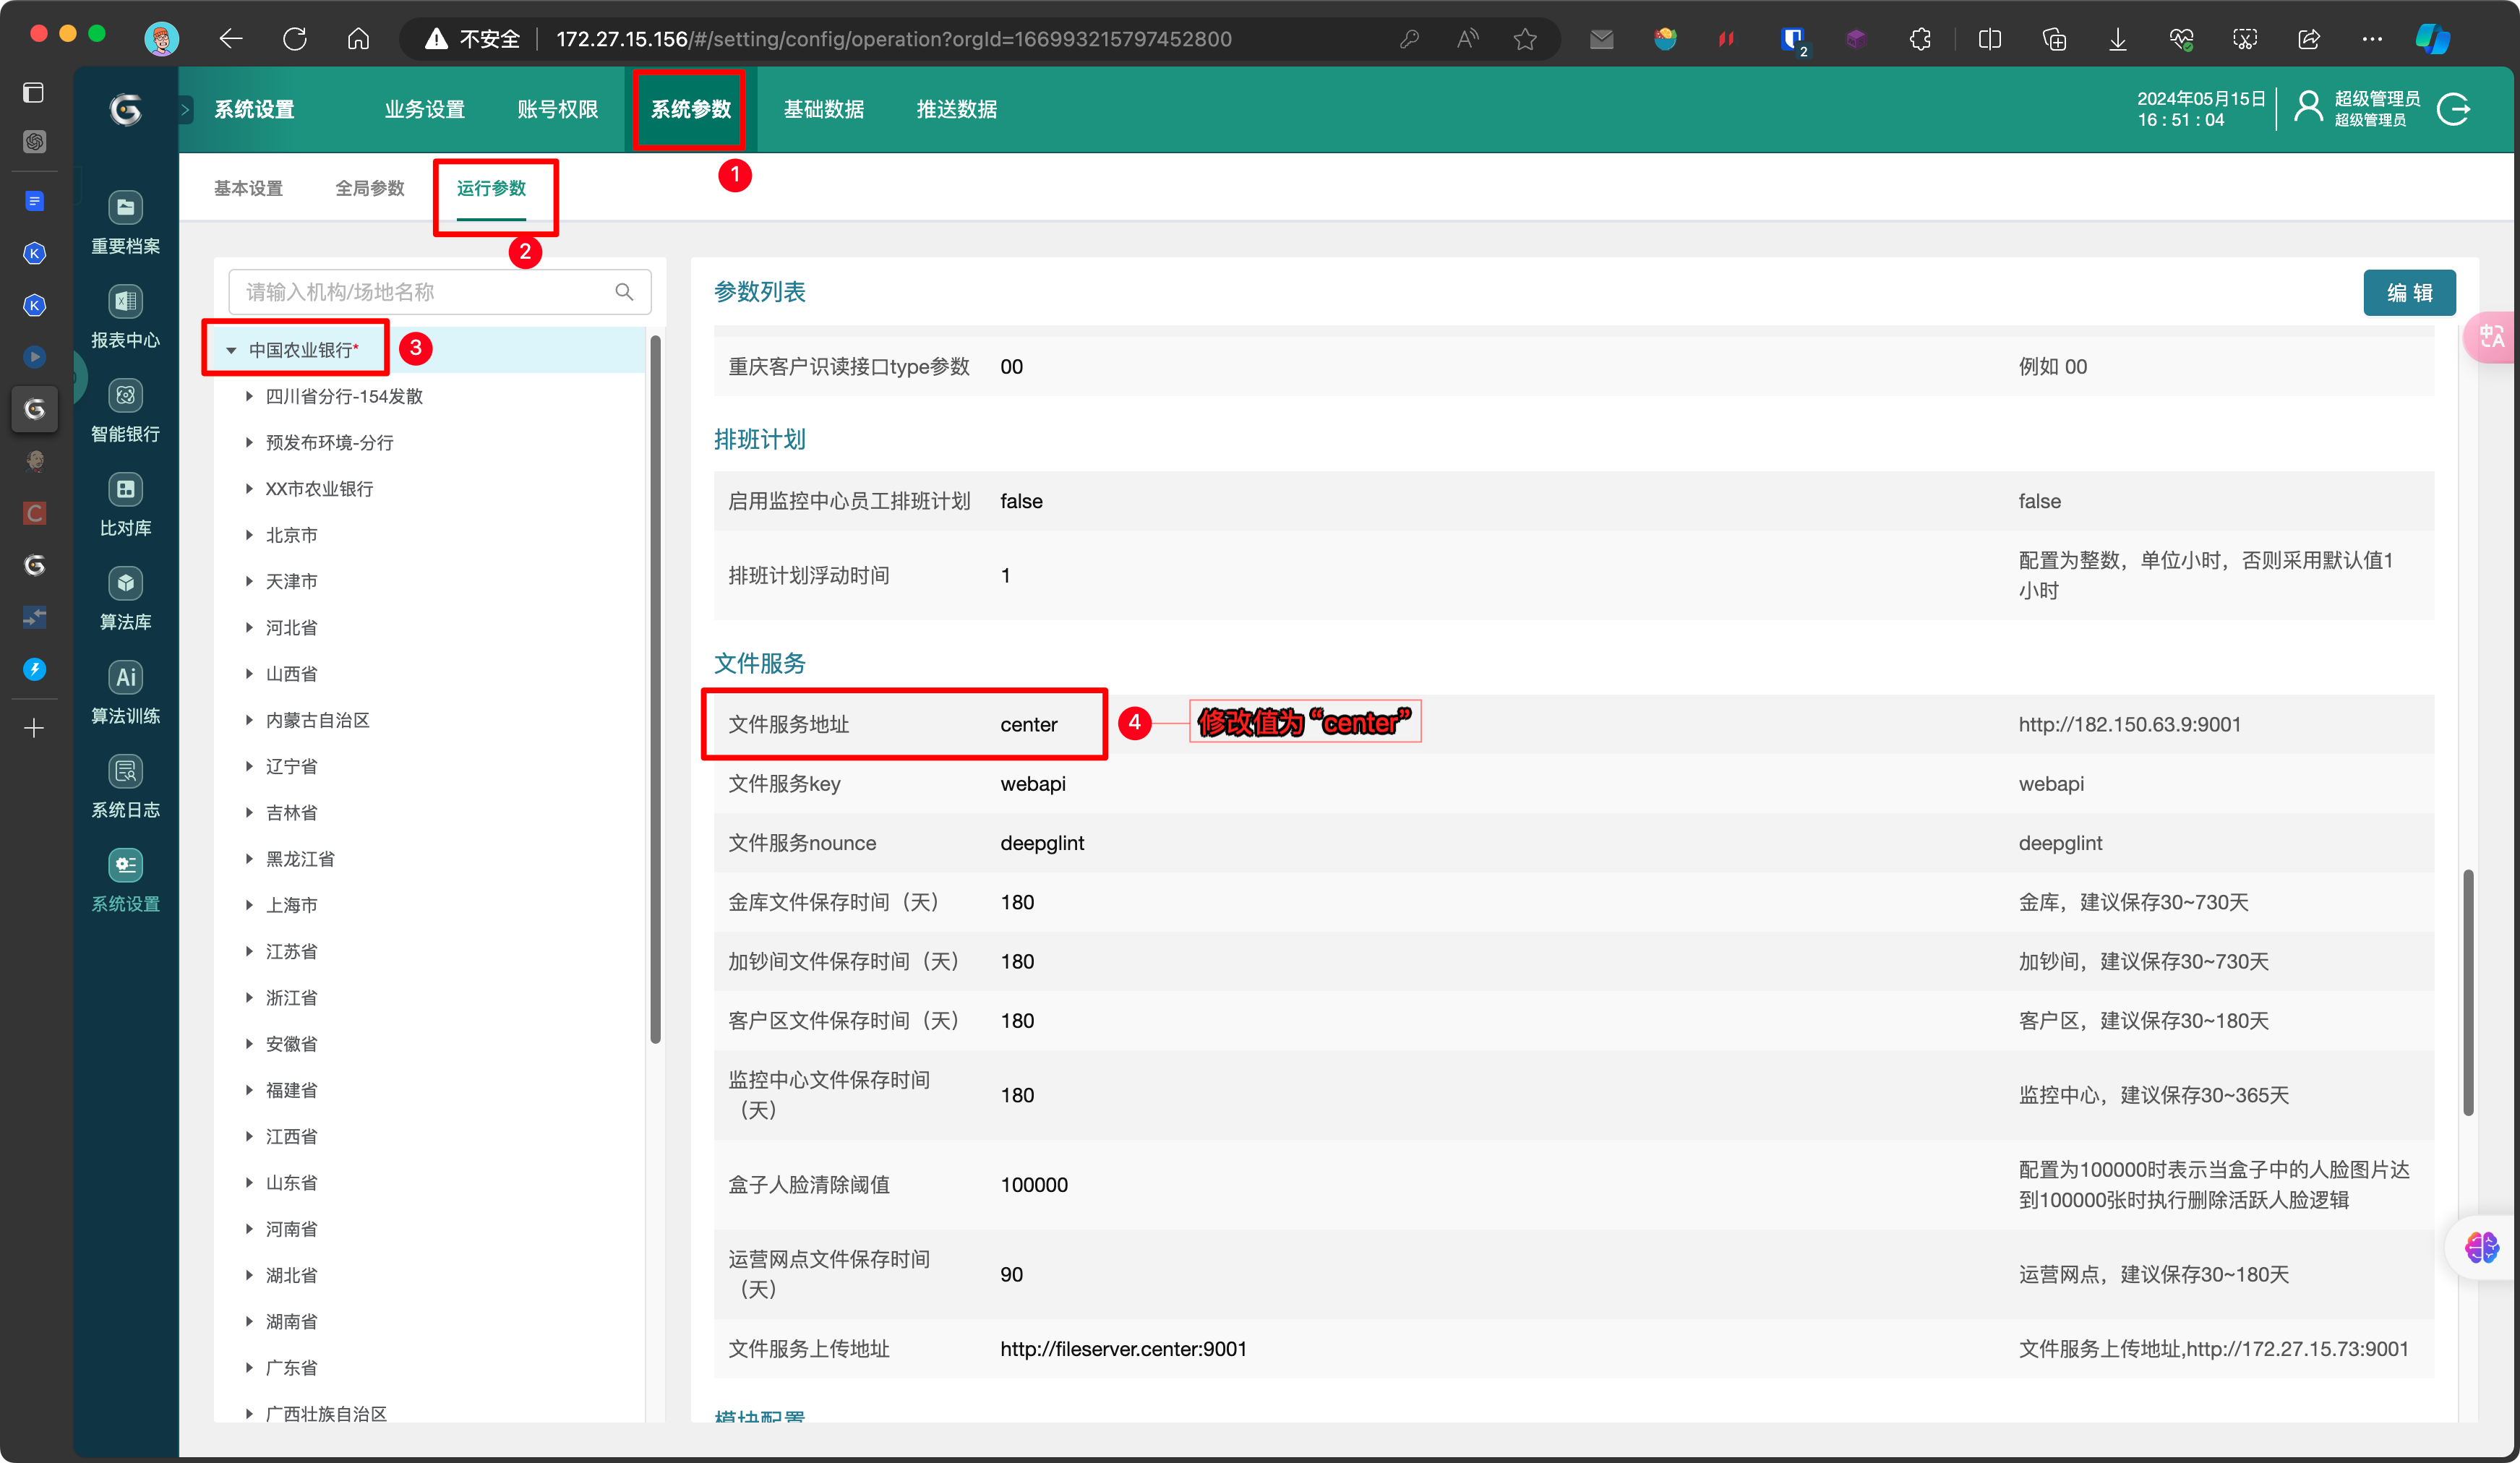 不安全
172.27.15.156/#/setting/config/operation?orgId=166993215797452800
2
系统设置
业务设置
账号权限
系统参数
基础数据
推送数据
2024年05月15日
16 : 51 : 04
超级管理员
超级管理员
1
基本设置
全局参数
运行参数
2
重要档案
报表中心
智能银行
比对库
算法库
Ai
算法训练
系统日志
系统设置
K
K
C
请输入机构/场地名称
中国农业银行*
3
四川省分行-154发散
预发布环境-分行
XX市农业银行
北京市
天津市
河北省
山西省
内蒙古自治区
辽宁省
吉林省
黑龙江省
上海市
江苏省
浙江省
安徽省
福建省
江西省
山东省
河南省
湖北省
湖南省
广东省
广西壮族自治区
参数列表
编 辑
重庆客户识读接口type参数
00
例如 00
排班计划
启用监控中心员工排班计划
false
false
排班计划浮动时间
1
配置为整数，单位小时，否则采用默认值1
小时
文件服务
文件服务地址
center
4
修改值为“center”
http://182.150.63.9:9001
文件服务key
webapi
webapi
文件服务nounce
deepglint
deepglint
金库文件保存时间（天）
180
金库，建议保存30~730天
加钞间文件保存时间（天）
180
加钞间，建议保存30~730天
客户区文件保存时间（天）
180
客户区，建议保存30~180天
监控中心文件保存时间
（天）
180
监控中心，建议保存30~365天
盒子人脸清除阈值
100000
配置为100000时表示当盒子中的人脸图片达
到100000张时执行删除活跃人脸逻辑
运营网点文件保存时间
（天）
90
运营网点，建议保存30~180天
文件服务上传地址
http://fileserver.center:9001
文件服务上传地址,http://172.27.15.73:9001
模块配置